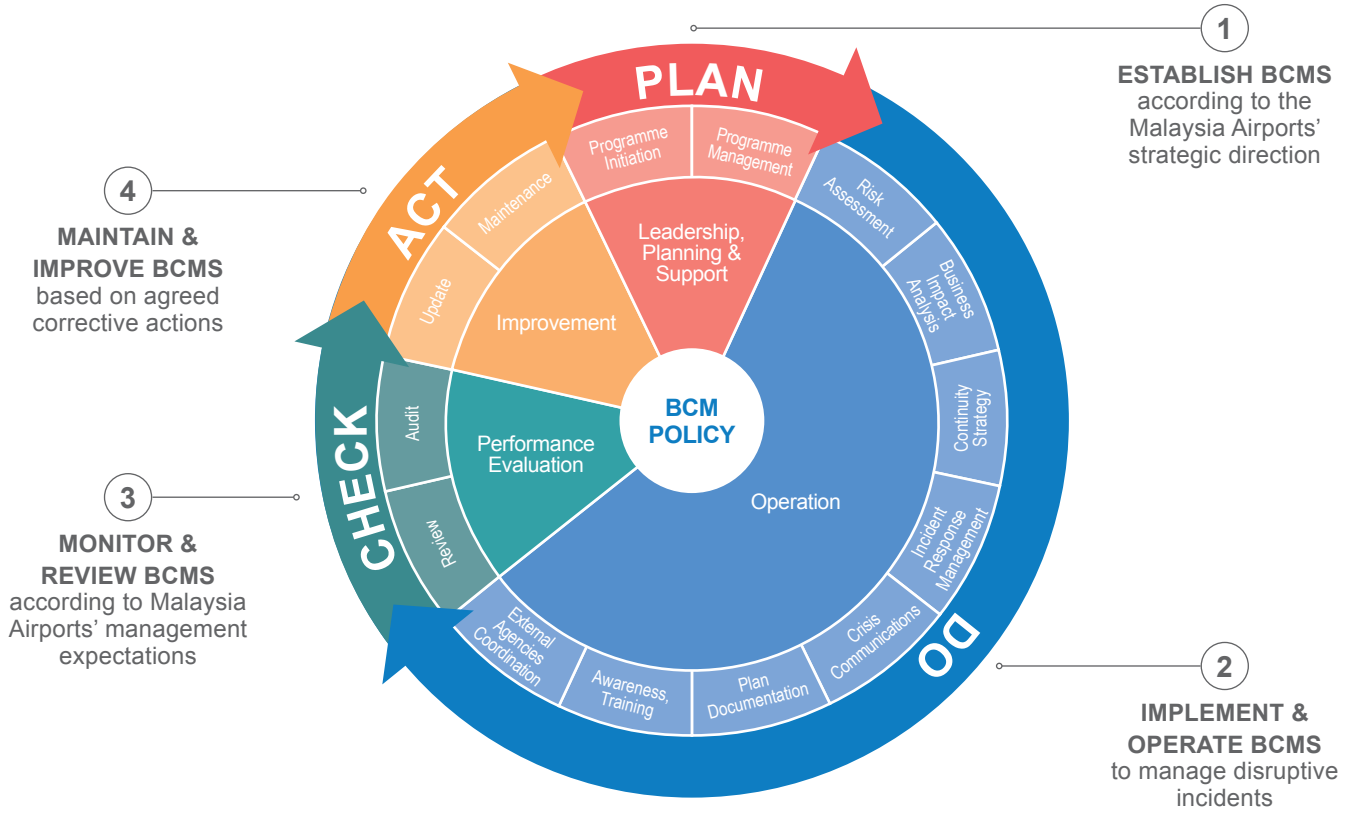 1
ESTABLISH BCMS
according to the
Malaysia Airports’
strategic direction
PLAN
Programme
Initiation
Programme
Management
Leadership,
Planning &
Support
DO
Risk
Assessment
Business
Impact
Analysis
Continuity
Strategy
Incident
Response
Management
Crisis
Communications
Plan
Documentation
Awareness,
Training
External
Agencies
Coordination
Operation
2
IMPLEMENT &
OPERATE BCMS
to manage disruptive
incidents
CHECK
Review
Audit
Performance
Evaluation
3
MONITOR &
REVIEW BCMS
according to Malaysia
Airports’ management
expectations
ACT
Update
Maintenance
Improvement
4
MAINTAIN &
IMPROVE BCMS
based on agreed
corrective actions
BCM
POLICY